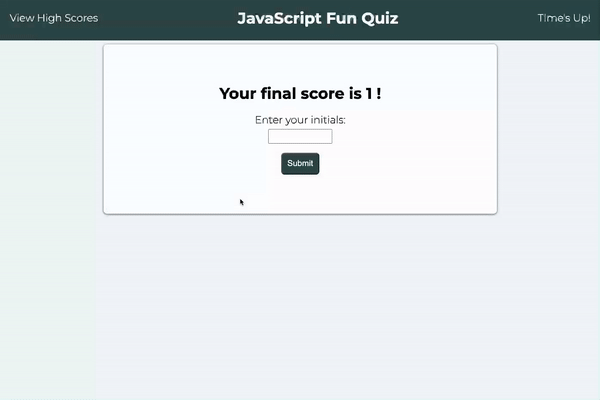 View High Scores
JavaScript Fun Quiz
TIme's Up!
Your final score is 1 !
Enter your initials:
Submit